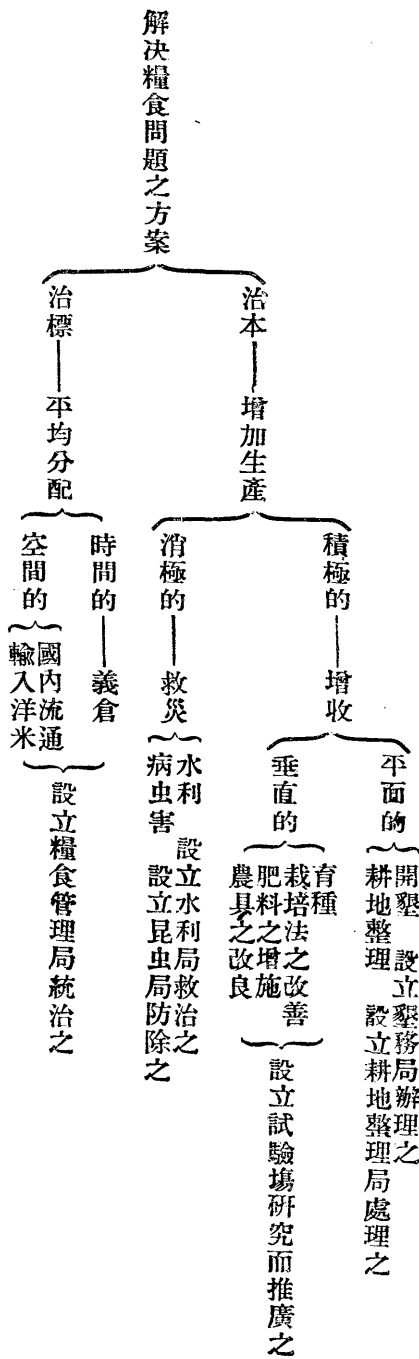 解决糧食問題之方案
治本——增加生產
積極的——增收
平面的
開墾 設立墾務局辦理之
耕地整理 設立耕地整理局處理之
垂直的
育種
栽培法之改善
肥料之增施
農具之改良
設立試驗場研究而推廣之
消極的——救災
水利 設立水利局救治之
病虫害 設立昆虫局防除之
治標——平均分配
時間的——義倉
空間的
國內流通
輸入洋米
設立糧食管理局統治之